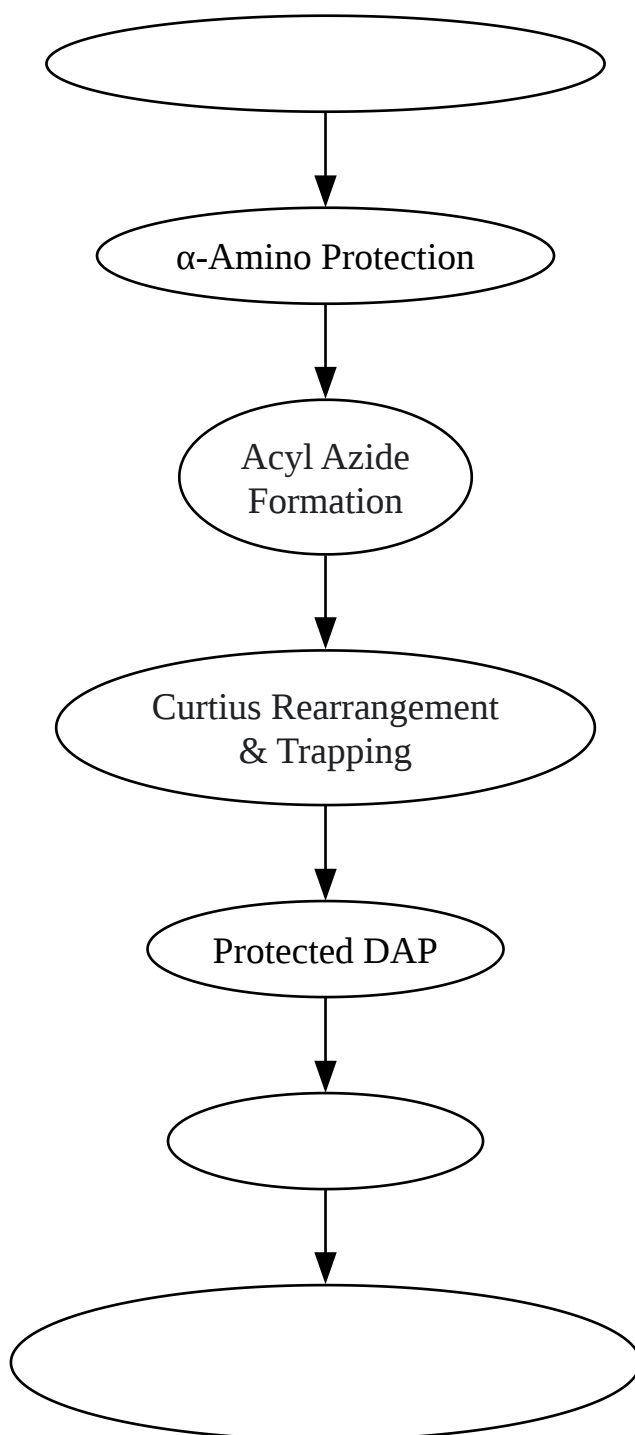 α-Amino Protection
Acyl Azide
Formation
Curtius Rearrangement
& Trapping
Protected DAP